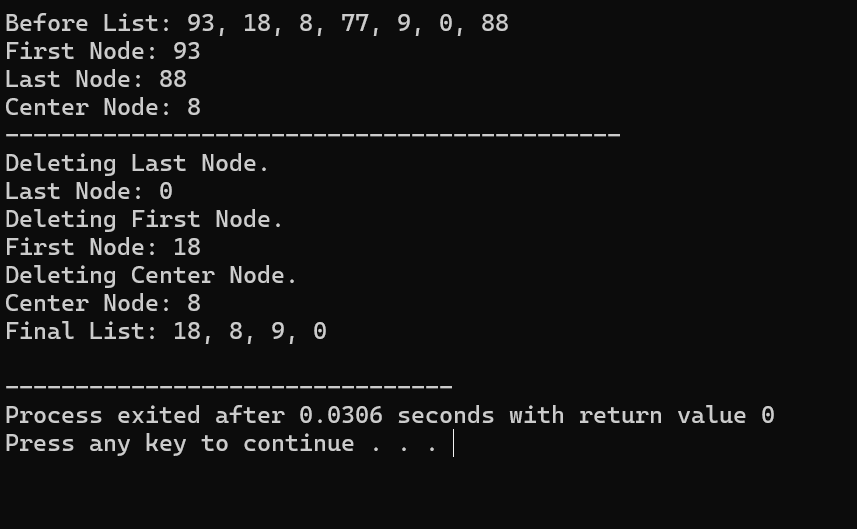 Before List: 93, 18, 8, 77, 9, 0, 88
First Node: 93
Last Node: 88
Center Node: 8
--------------------------------------------
Deleting Last Node.
Last Node: 0
Deleting First Node.
First Node: 18
Deleting Center Node.
Center Node: 8
Final List: 18, 8, 9, 0
--------------------------------
Process exited after 0.0306 seconds with return value 0
Press any key to continue . . .